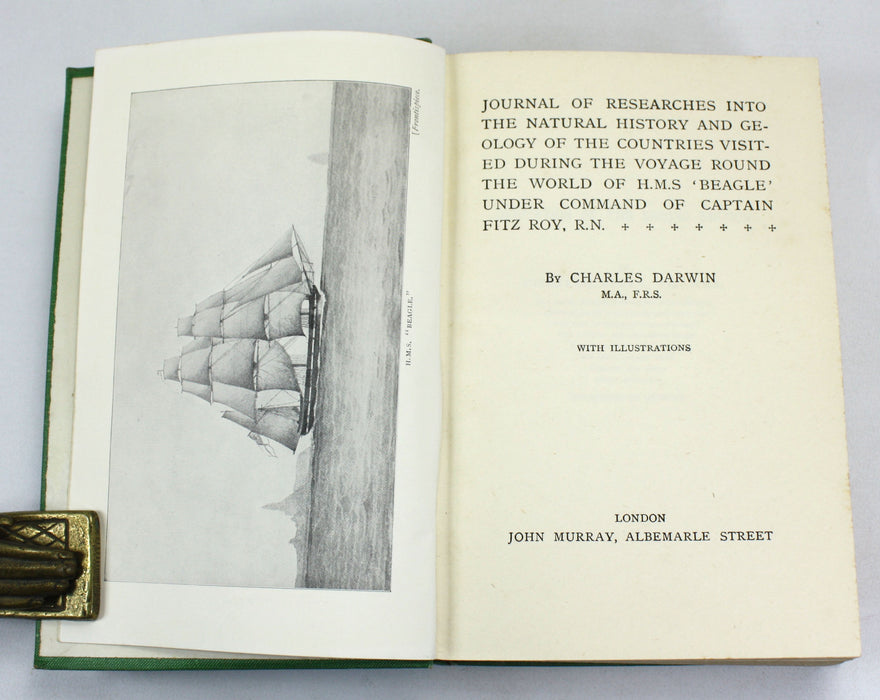 [Frontispiece.
H.M.S. "BEAGLE."
JOURNAL OF RESEARCHES INTO
THE NATURAL HISTORY AND GE-
OLOGY OF THE COUNTRIES VISIT-
ED DURING THE VOYAGE ROUND
THE WORLD OF H.M.S 'BEAGLE'
UNDER COMMAND OF CAPTAIN
FITZ ROY, R.N.
By CHARLES DARWIN
M.A., F.R.S.
WITH ILLUSTRATIONS
LONDON
JOHN MURRAY, ALBEMARLE STREET